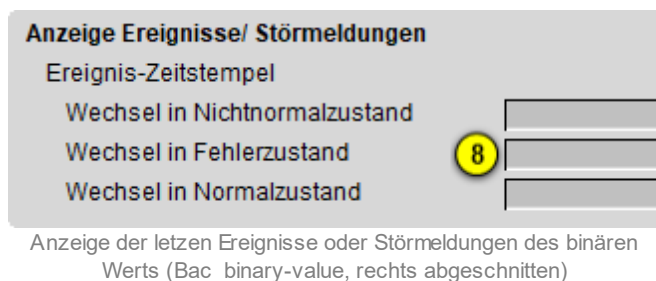 Anzeige Ereignisse/ Störmeldungen
Ereignis-Zeitstempel
Wechsel in Nichtnormalzustand
Wechsel in Fehlerzustand 8
Wechsel in Normalzustand
Anzeige der letzen Ereignisse oder Störmeldungen des binären
Werts (Bac binary-value, rechts abgeschnitten)